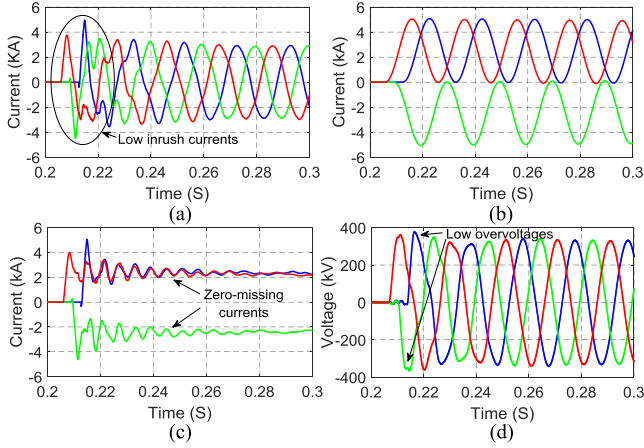 6
4
2
0
-2
-4
-6
Current (KA)
Low inrush currents
0.2 0.22 0.24 0.26 0.28 0.3
Time (S)
(a)
6
4
2
0
-2
-4
-6
Current (kA)
0.2 0.22 0.24 0.26 0.28 0.3
Time (S)
(b)
6
4
2
0
-2
-4
-6
Current (kA)
Zero-missing
currents
0.2 0.22 0.24 0.26 0.28 0.3
Time (S)
(c)
400
200
0
-200
-400
Voltage (kV)
Low overvoltages
0.2 0.22 0.24 0.26 0.28 0.3
Time (S)
(d)